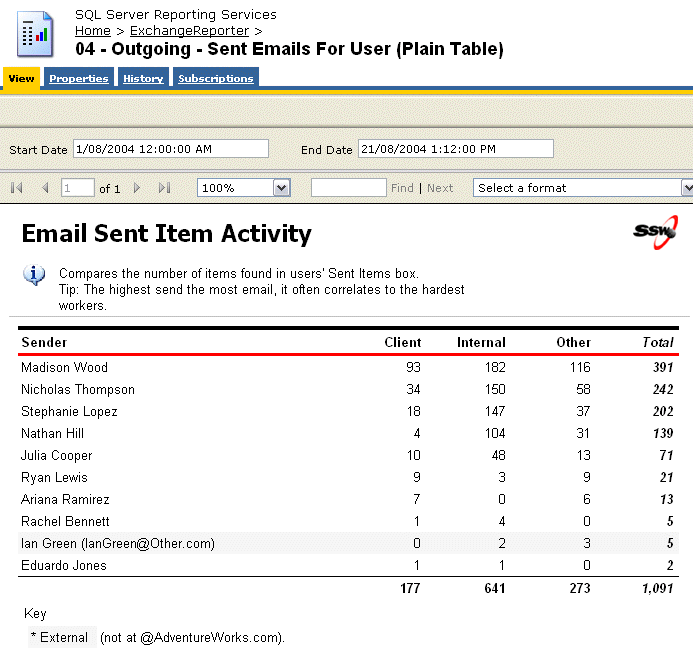 SQL Server Reporting Services
Home > ExchangeReporter >
04 - Outgoing - Sent Emails For User (Plain Table)
View Properties History Subscriptions
Start Date 1/08/2004 12:00:00 AM End Date 21/08/2004 1:12:00 PM
1 of 1 100% Find | Next Select a format
Email Sent Item Activity
SSW
Compares the number of items found in users' Sent Items box.
Tip: The highest send the most email, it often correlates to the hardest
workers.
Sender Client Internal Other Total
Madison Wood 93 182 116 391
Nicholas Thompson 34 150 58 242
Stephanie Lopez 18 147 37 202
Nathan Hill 4 104 31 139
Julia Cooper 10 48 13 71
Ryan Lewis 9 3 9 21
Ariana Ramirez 7 0 6 13
Rachel Bennett 1 4 0 5
Ian Green (IanGreen@Other.com) 0 2 3 5
Eduardo Jones 1 1 0 2
177 641 273 1,091
Key
* External (not at @AdventureWorks.com).